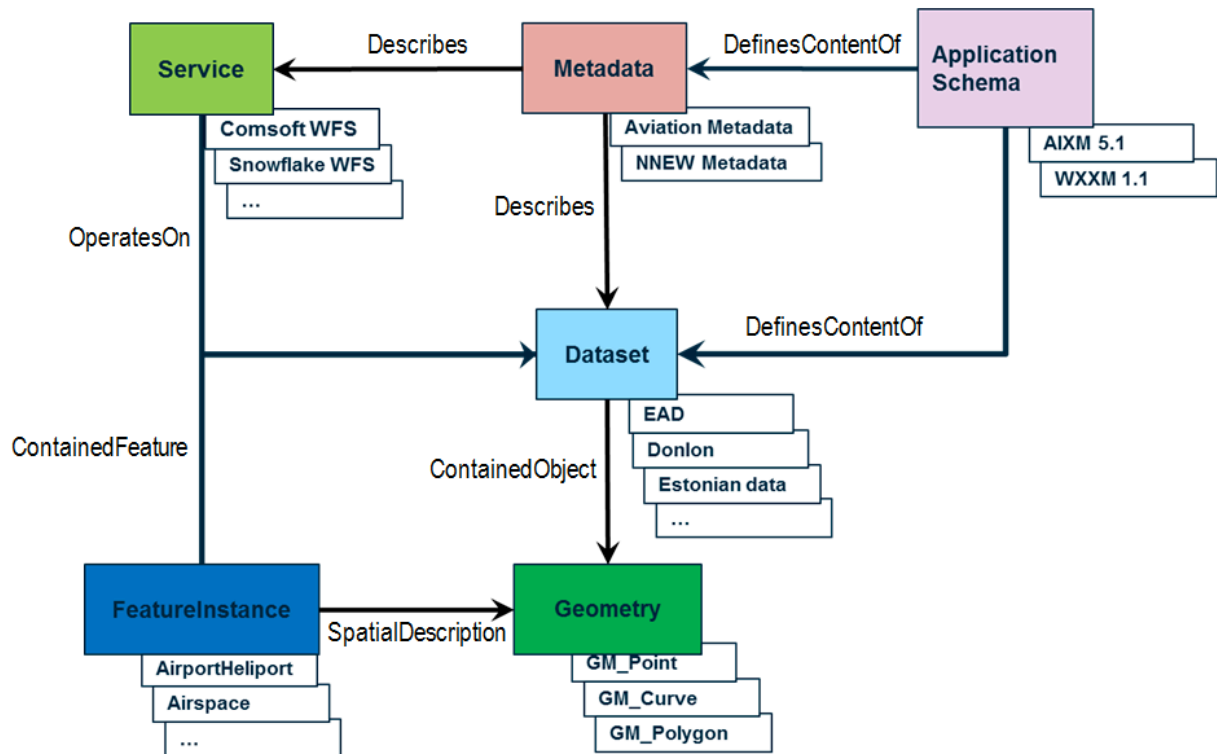 Describes
DefinesContentOf
Service
Metadata
Application
Schema
Comsoft WFS
Snowflake WFS
...
Aviation Metadata
NNEW Metadata
AIXM 5.1
WXXM 1.1
Describes
OperatesOn
DefinesContentOf
Dataset
EAD
Donlon
Estonian data
...
ContainedFeature
ContainedObject
FeatureInstance
SpatialDescription
Geometry
AirportHeliport
Airspace
...
GM_Point
GM_Curve
GM_Polygon